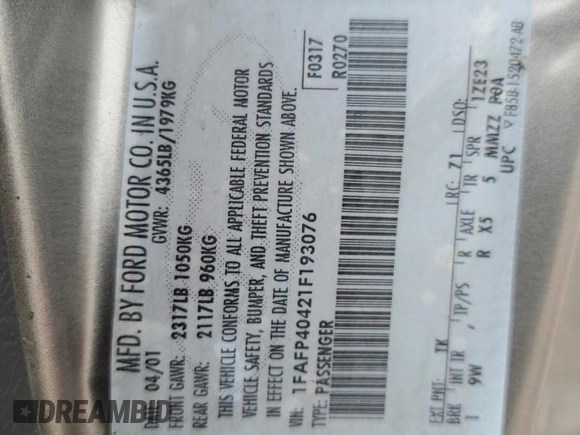 MFD. BY FORD MOTOR CO. IN U.S.A.
DATE: 04/01 GVWR: 4365LB/1979KG
FRONT GAWR: 2317LB 1050KG
REAR GAWR: 2117LB 960KG
THIS VEHICLE CONFORMS TO ALL APPLICABLE FEDERAL MOTOR
VEHICLE SAFETY, BUMPER, AND THEFT PREVENTION STANDARDS
IN EFFECT ON THE DATE OF MANUFACTURE SHOWN ABOVE.
VIN: 1FAFP40421F193076 F0317
TYPE: PASSENGER R0270
EXT PNT: TK RC: Z1 DSO:
BRK INT TR TP/PS R AXLE TR SPR 1ZE23
1 9W R X5 5 MMZZ POA
UPC
DREAMBID